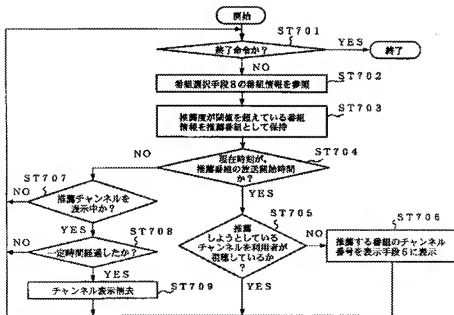 開始
ST701
終了命令か？
YES
終了
NO
ST702
番組選択手段8の番組情報を参照
ST703
推薦度が閾値を超えている番組
情報を推薦番組として保持
ST704
現在時刻が、
推薦番組の放送開始時間
か？
NO
YES
ST707
推薦チャンネルを
表示中か？
NO
YES
ST705
推薦
しようとしている
チャンネルを利用者が
視聴しているか
？
NO
YES
ST706
推薦する番組のチャンネル
番号を表示手段6に表示
ST708
一定時間経過したか？
NO
YES
ST709
チャンネル表示消去